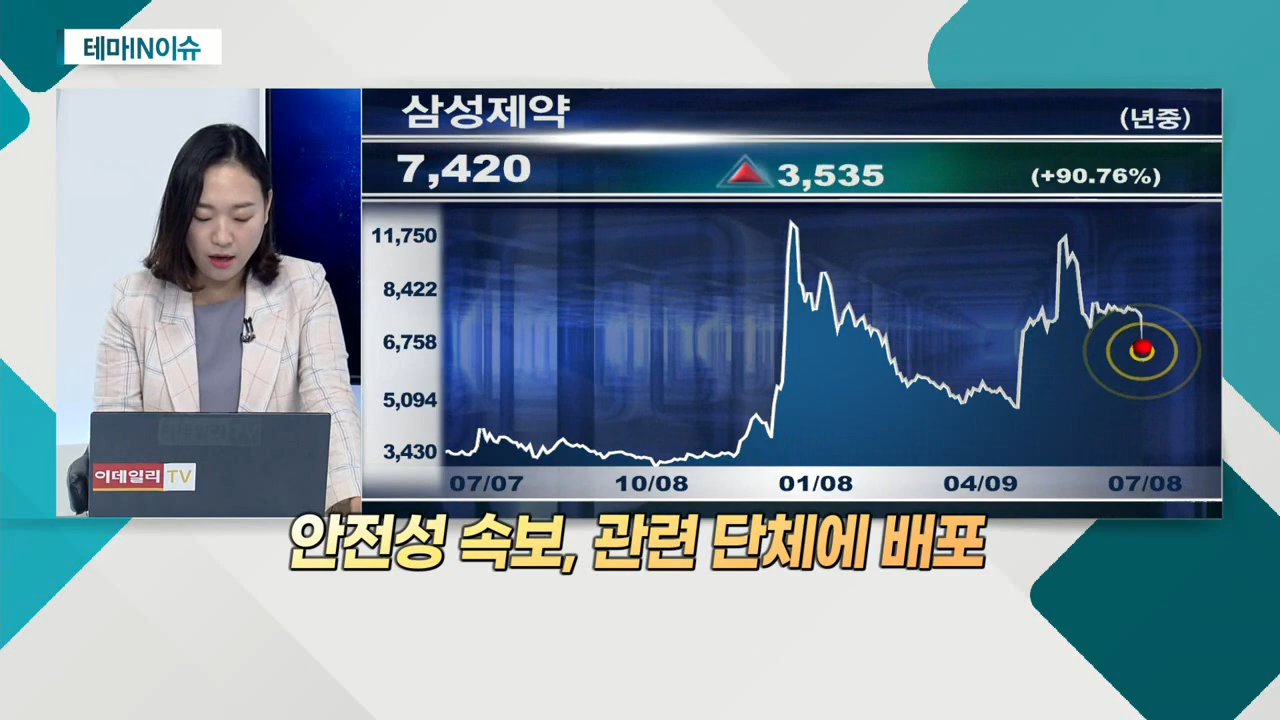 테마IN이슈
삼성제약
(년중)
7,420
3,535
(+90.76%)
11,750
8,422
6,758
5,094
3,430
07/07
10/08
01/08
04/09
07/08
이데일리TV
안전성 속보, 관련 단체에 배포